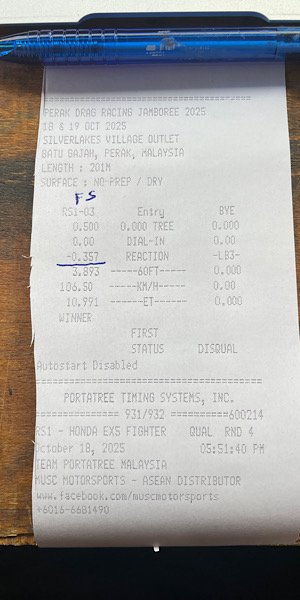 PERAK DRAG RACING JAMBOREE 2025
18 & 19 OCT 2025
SILVERLAKES VILLAGE OUTLET
BATU GAJAH, PERAK, MALAYSIA
LENGTH : 201M
SURFACE : NO-PREP / DRY
FS
RS1-03 Entry BYE
0.500 0.000 TREE 0.000
0.00 DIAL-IN 0.00
-0.357 REACTION -LB3-
3.893 ------60FT----- 0.000
106.50 -----KM/H----- 0.00
10.991 ------ET------ 0.000
WINNER
FIRST
STATUS DISQUAL
Autostart Disabled
PORTATREE TIMING SYSTEMS, INC.
============== 931/932 ==========600214
RS1 - HONDA EX5 FIGHTER QUAL RND 4
October 18, 2025 05:51:40 PM
TEAM PORTATREE MALAYSIA
MUSC MOTORSPORTS - ASEAN DISTRIBUTOR
www.facebook.com/muscmotorsports
+6016-6681490